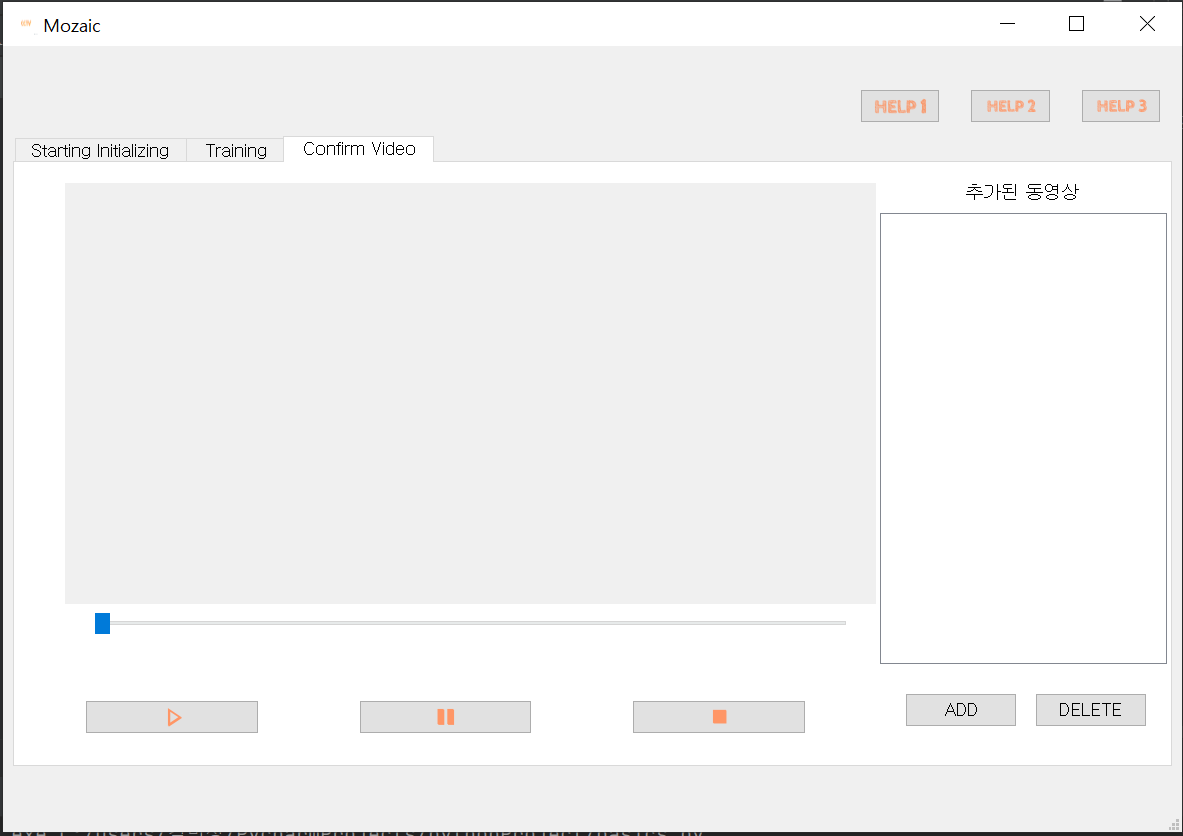 Mozaic
HELP 1 HELP 2 HELP 3
Starting Initializing Training Confirm Video
추가된 동영상
ADD DELETE